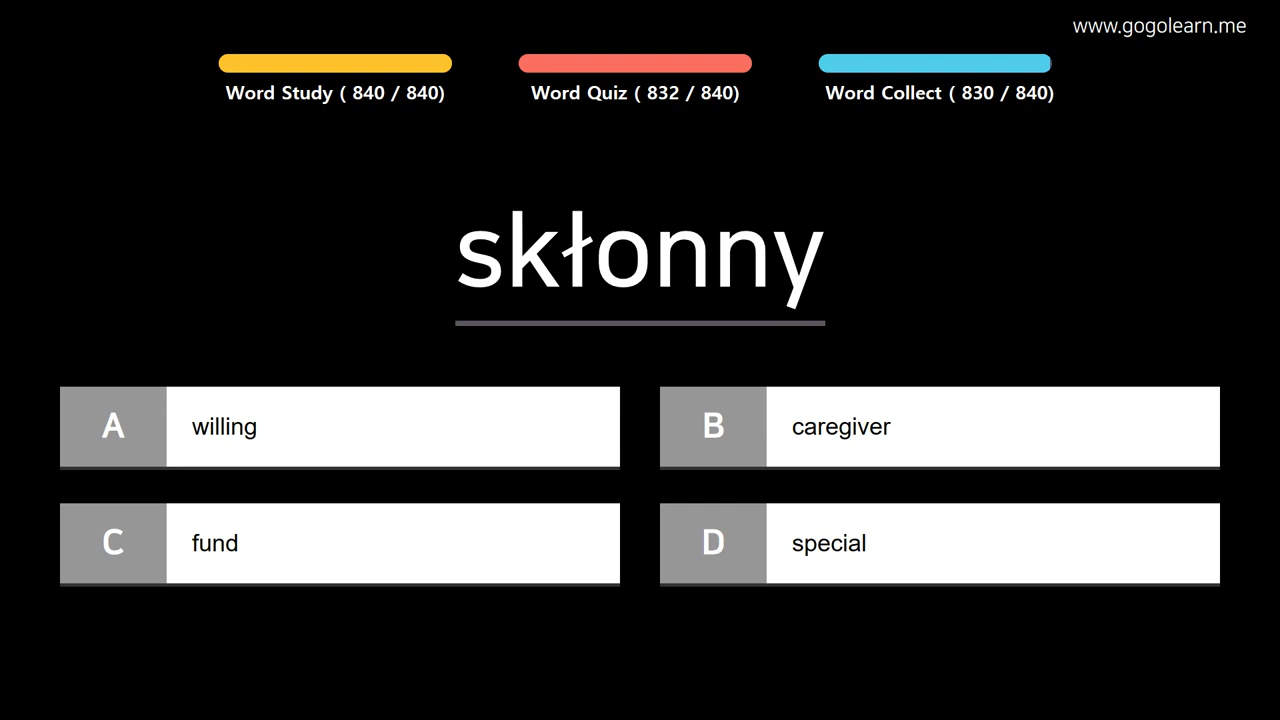 www.gogolearn.me
Word Study ( 840 / 840)
Word Quiz ( 832 / 840)
Word Collect ( 830 / 840)
skłonny
A willing
B caregiver
C fund
D special